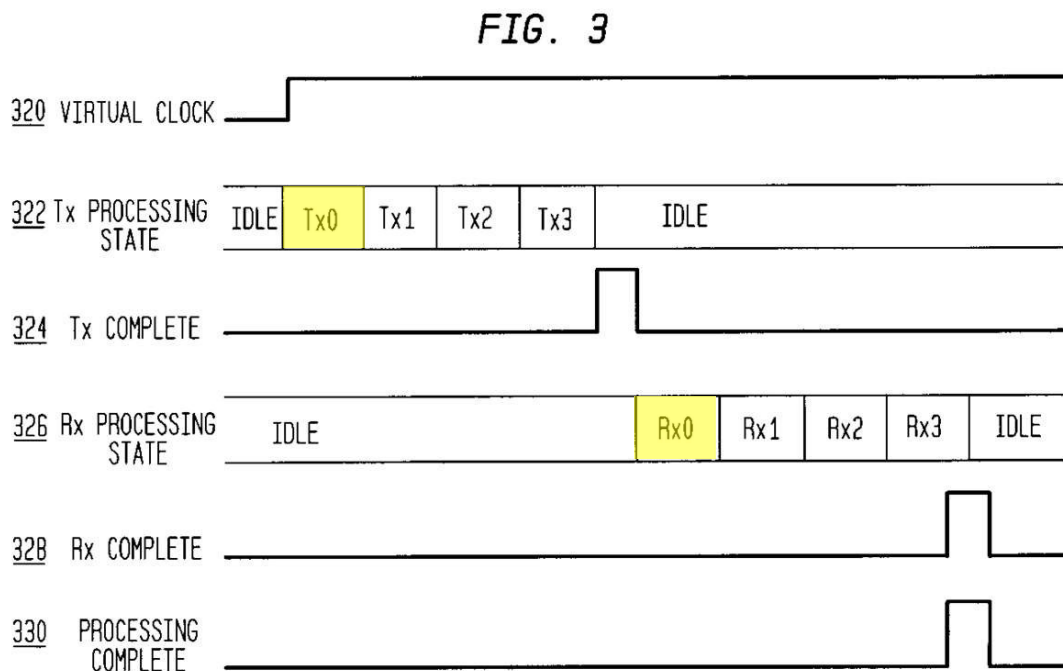 FIG. 3
320 VIRTUAL CLOCK
322 Tx PROCESSING
STATE
IDLE Tx0 Tx1 Tx2 Tx3 IDLE
324 Tx COMPLETE
326 Rx PROCESSING
STATE
IDLE Rx0 Rx1 Rx2 Rx3 IDLE
328 Rx COMPLETE
330 PROCESSING
COMPLETE